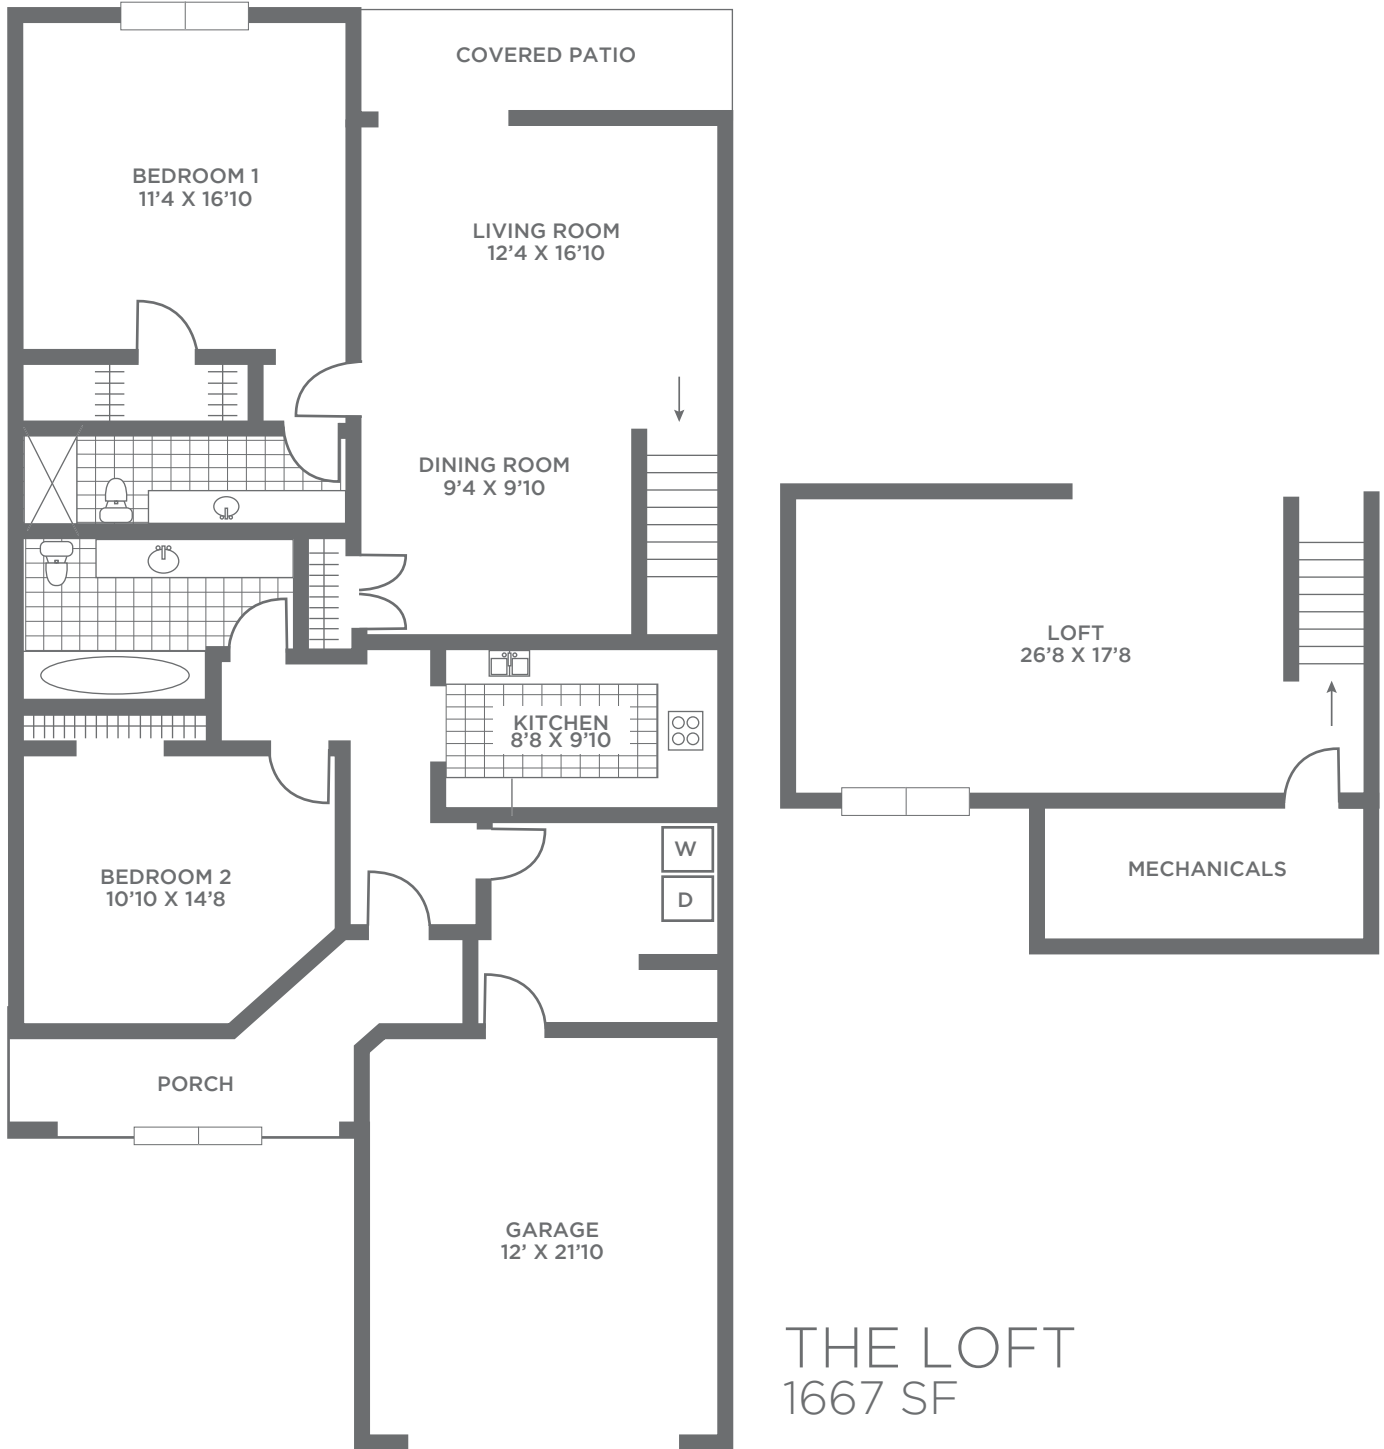 COVERED PATIO
BEDROOM 1
11’4 X 16’10
LIVING ROOM
12’4 X 16’10
DINING ROOM
9’4 X 9’10
LOFT
26’8 X 17’8
KITCHEN
8’8 X 9’10
W
D
MECHANICALS
BEDROOM 2
10’10 X 14’8
PORCH
GARAGE
12’ X 21’10
THE LOFT
1667 SF